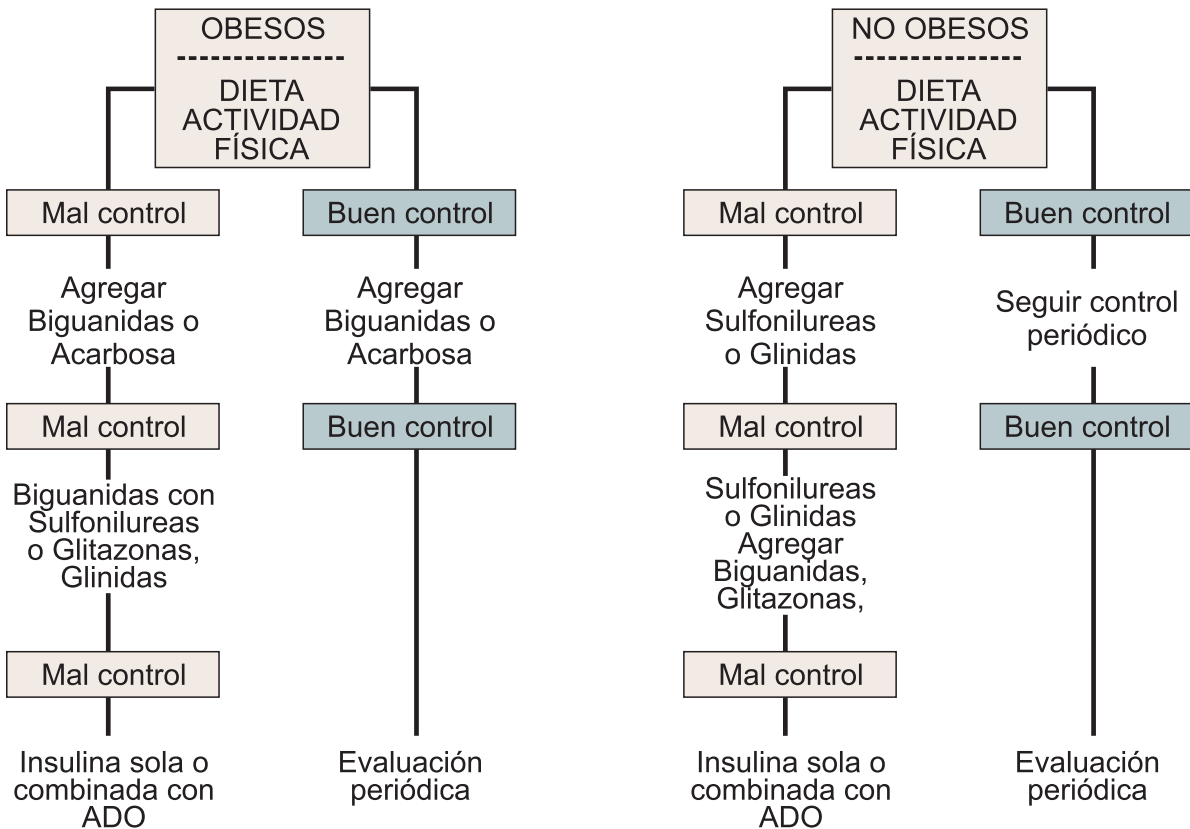 OBESOS
---------------
DIETA
ACTIVIDAD
FÍSICA
Mal control
Agregar
Biguanidas o
Acarbosa
Mal control
Biguanidas con
Sulfonilureas
o Glitazonas,
Glinidas
Mal control
Insulina sola o
combinada con
ADO
Buen control
Agregar
Biguanidas o
Acarbosa
Buen control
Evaluación
periódica
NO OBESOS
---------------
DIETA
ACTIVIDAD
FÍSICA
Mal control
Agregar
Sulfonilureas
o Glinidas
Mal control
Sulfonilureas
o Glinidas
Agregar
Biguanidas,
Glitazonas,
Mal control
Insulina sola o
combinada con
ADO
Buen control
Seguir control
periódico
Buen control
Evaluación
periódica